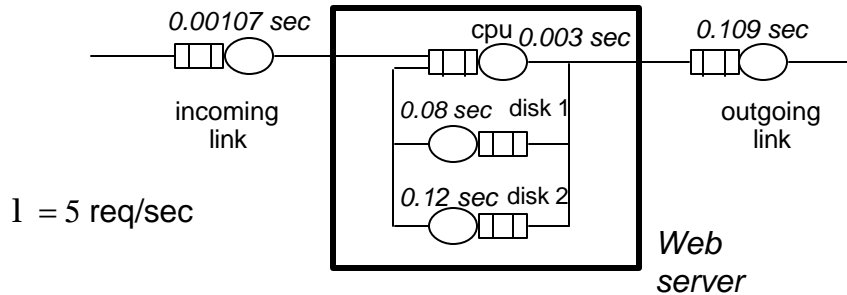 0.00107 sec
cpu
0.003 sec
0.109 sec
incoming
link
0.08 sec
disk 1
outgoing
link
0.12 sec
disk 2
l = 5 req/sec
Web
server